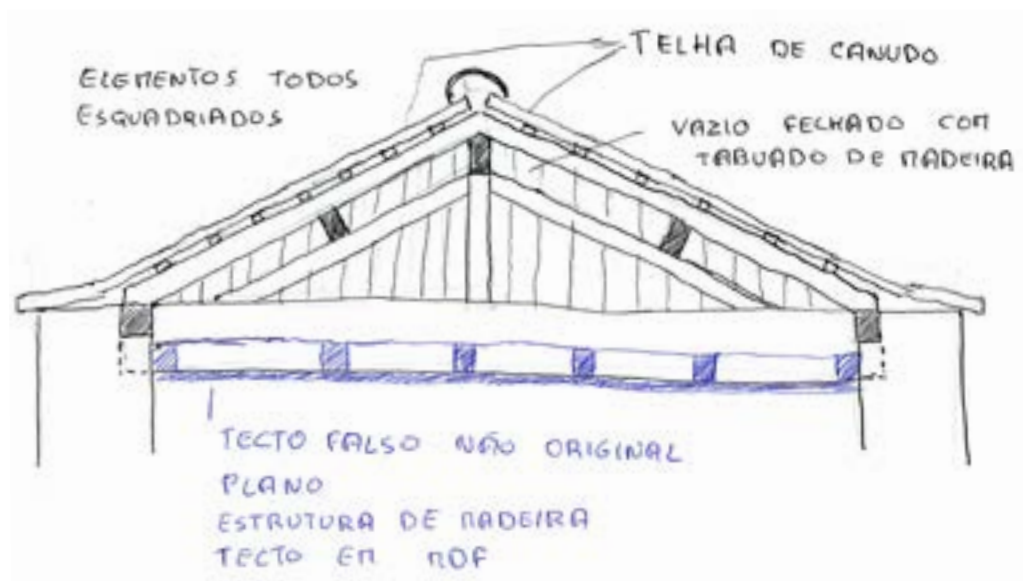 TELHA DE CANUDO
ELEMENTOS TODOS
ESQUADRIADOS
VAZIO FECHADO COM
TABUADO DE MADEIRA
TECTO FALSO NÃO ORIGINAL
PLANO
ESTRUTURA DE MADEIRA
TECTO EM MDF